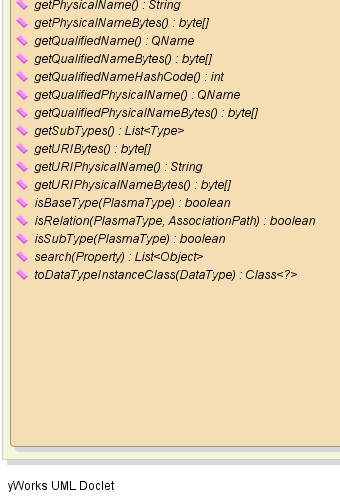 getPhysicalName() : String
getPhysicalNameBytes() : byte[]
getQualifiedName() : QName
getQualifiedNameBytes() : byte[]
getQualifiedNameHashCode() : int
getQualifiedPhysicalName() : QName
getQualifiedPhysicalNameBytes() : byte[]
getSubTypes() : List<Type>
getURIBytes() : byte[]
getURIPhysicalName() : String
getURIPhysicalNameBytes() : byte[]
isBaseType(PlasmaType) : boolean
isRelation(PlasmaType, AssociationPath) : boolean
isSubType(PlasmaType) : boolean
search(Property) : List<Object>
toDataTypeInstanceClass(DataType) : Class<?>
yWorks UML Doclet